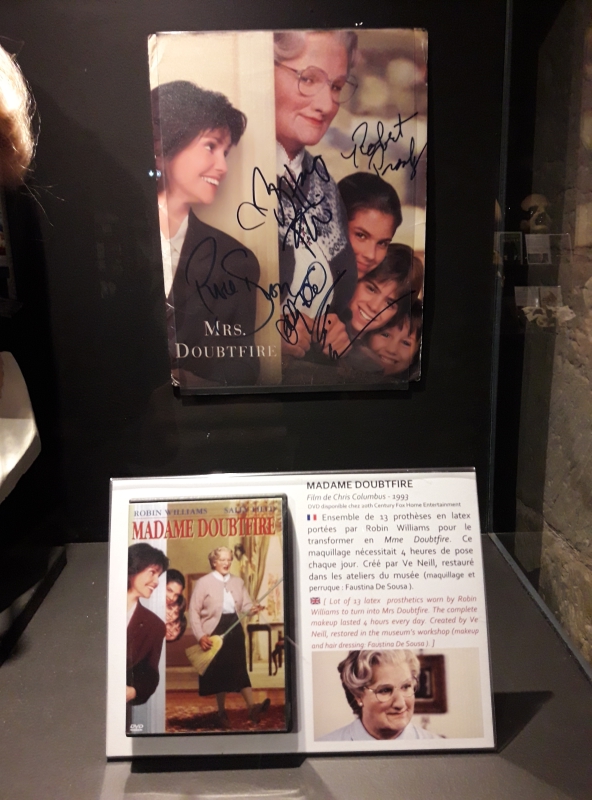 Robert
MRS.
DOUBTFIRE
ROBIN WILLIAMS
MADAME DOUBTFIRE
DVD
MADAME DOUBTFIRE
Film de Chris Columbus - 1993
DVD disponible chez 20th Century Fox Home Entertainment
Ensemble de 13 prothèses en latex
portées par Robin Williams pour le
transformer en Mme Doubtfire. Ce
maquillage nécessitait 4 heures de pose
chaque jour. Créé par Ve Neill, restauré
dans les ateliers du musée (maquillage et
perruque : Faustina De Sousa ).
[ Lot of 13 latex prosthetics worn by Robin
Williams to turn into Mrs Doubtfire. The complete
makeup lasted 4 hours every day. Created by Ve
Neill, restored in the museum's workshop (makeup
and hair dressing: Faustina De Sousa ). ]